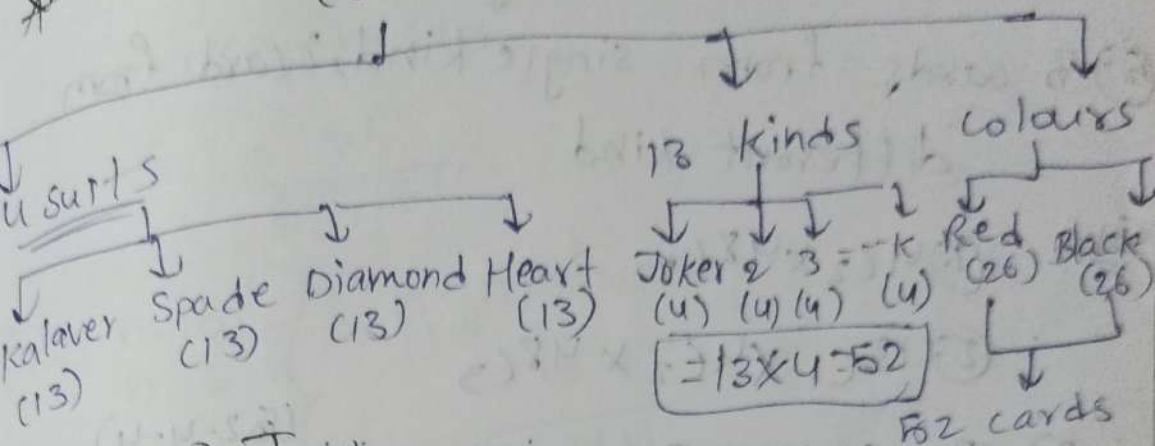 13 kinds colours
4 surts
Kalaver (13) Spade (13) Diamond (13) Heart (13) Joker (4) 2 (4) 3 (4) = --K (4) Red (26) Black (26)
=13×4=52
52 cards